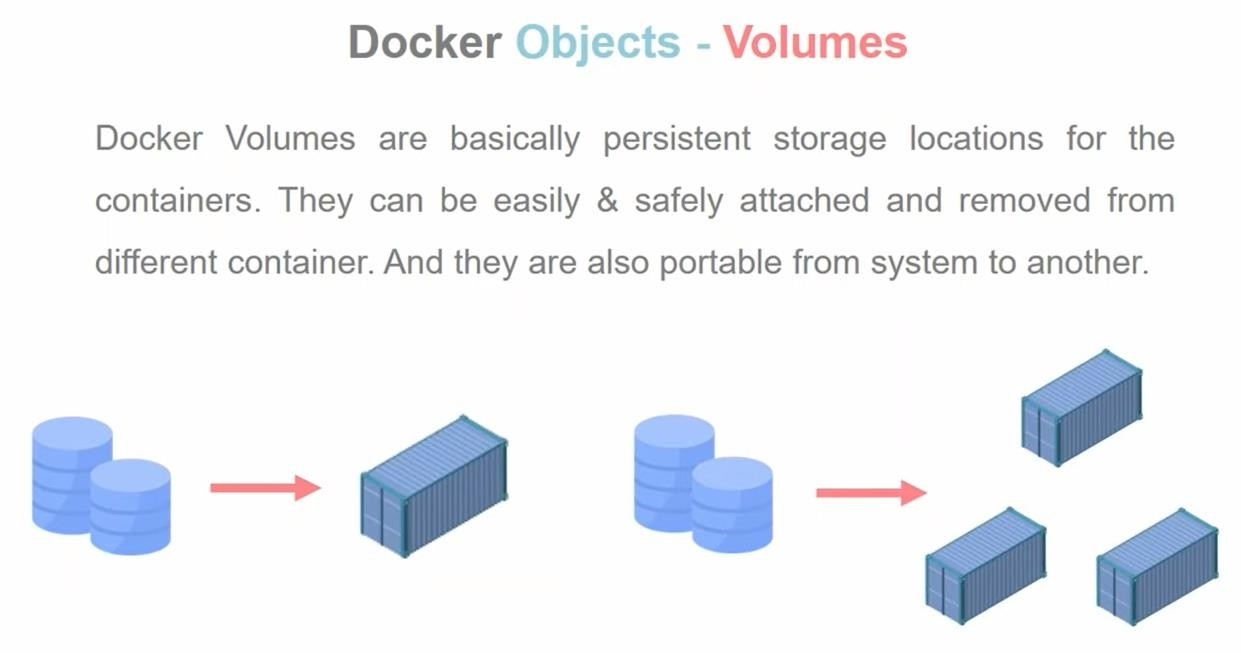 Docker Objects - Volumes
Docker Volumes are basically persistent storage locations for the
containers. They can be easily & safely attached and removed from
different container. And they are also portable from system to another.